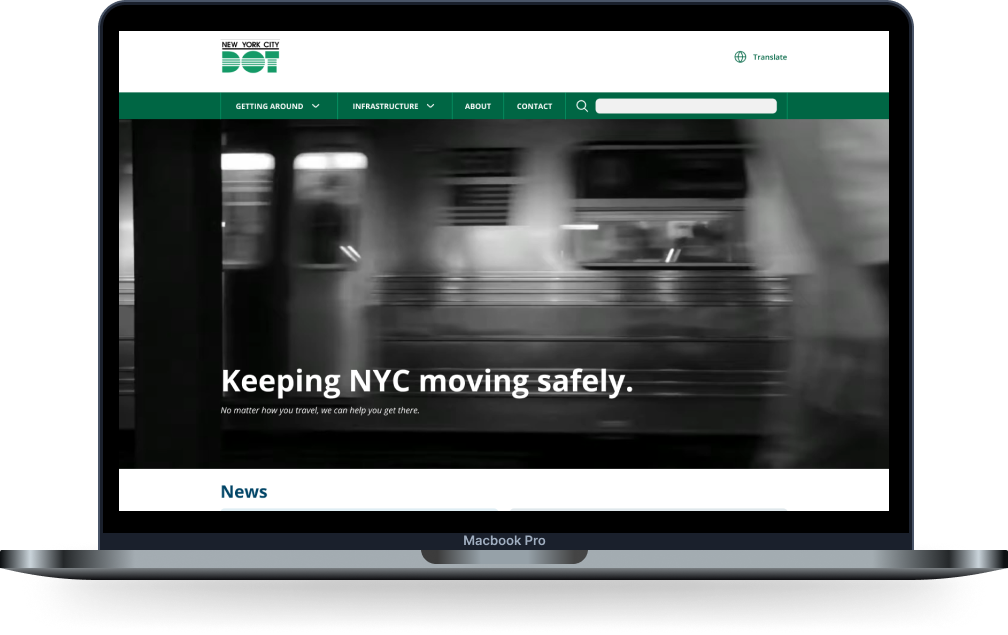 NEW YORK CITY
DOT
Translate
GETTING AROUND
INFRASTRUCTURE
ABOUT
CONTACT
Keeping NYC moving safely.
No matter how you travel, we can help you get there.
News
Macbook Pro